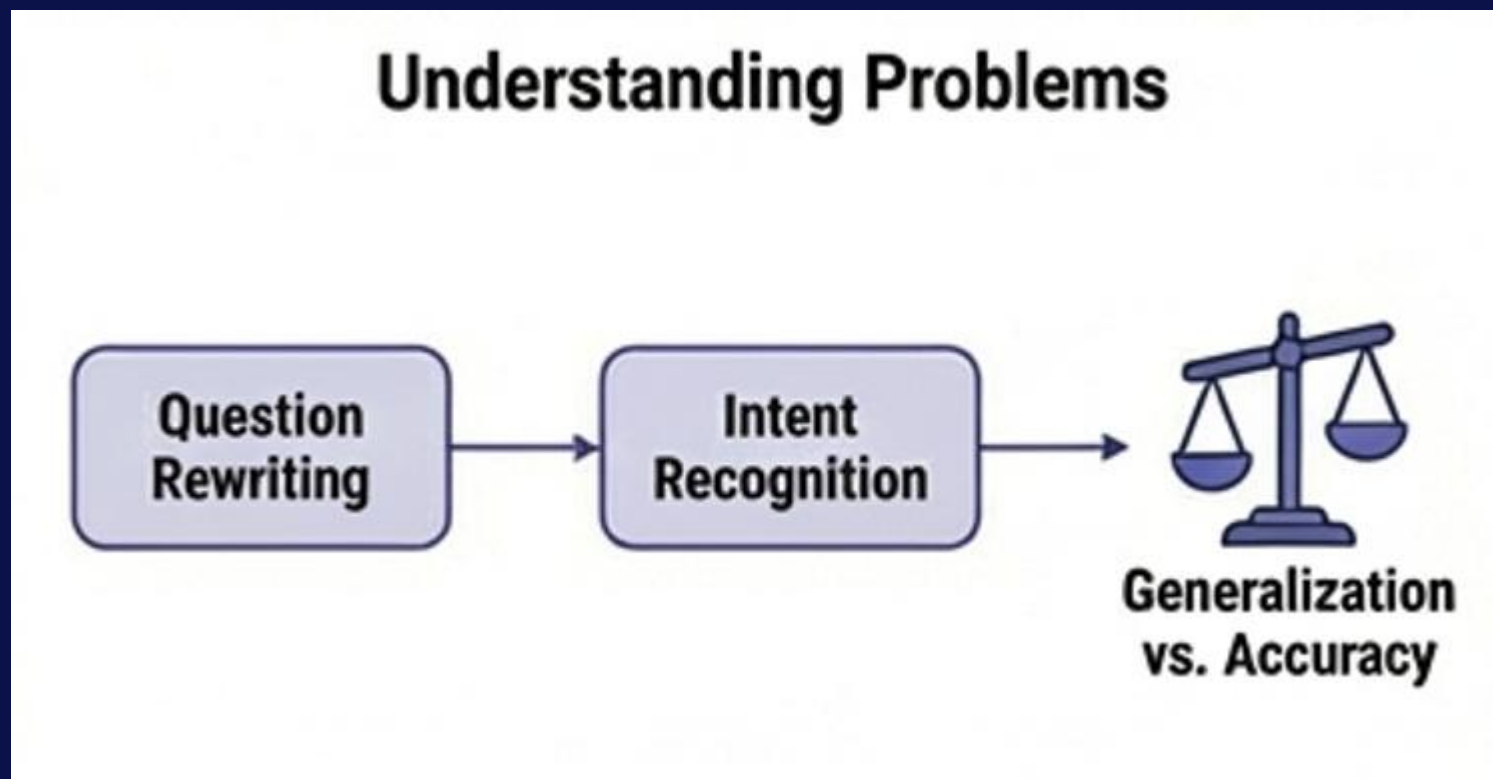 Understanding Problems
Question
Rewriting
Intent
Recognition
Generalization
vs. Accuracy